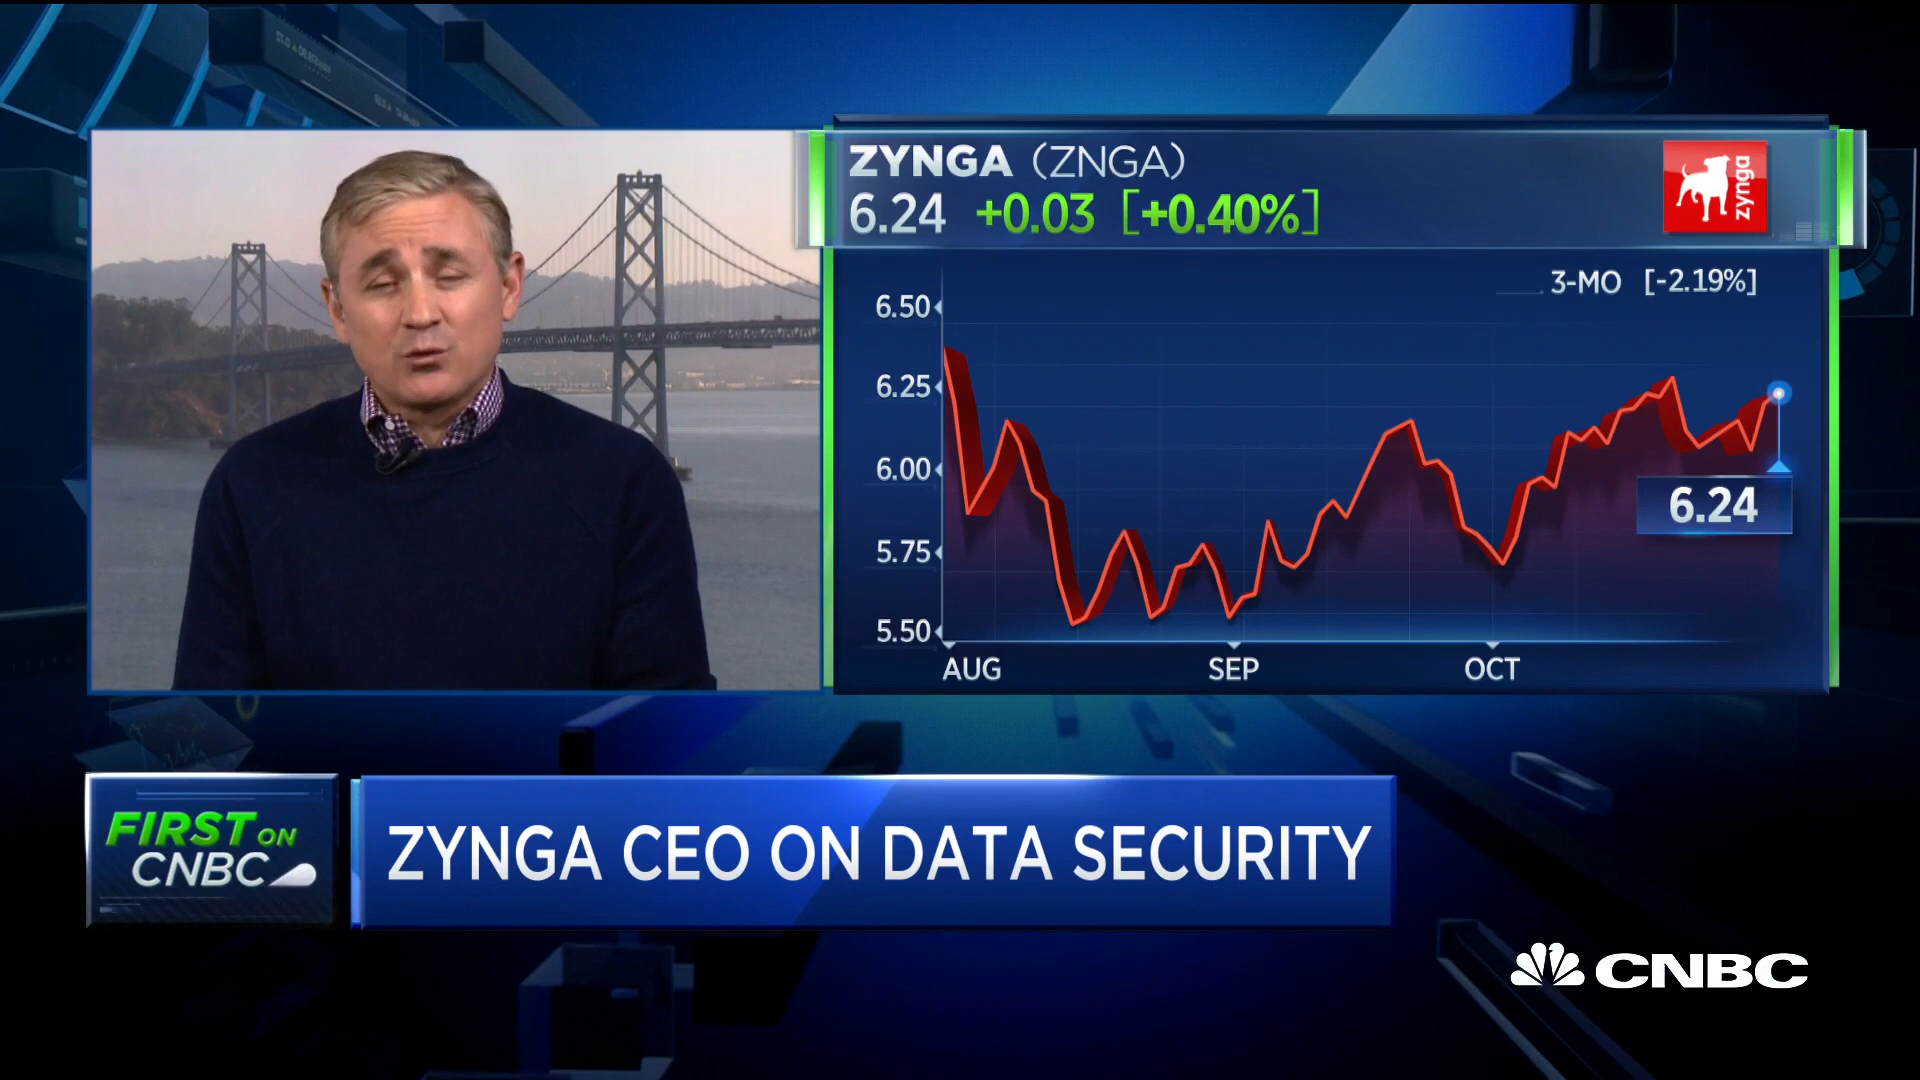 ZYNGA (ZNGA)
6.24 +0.03 [+0.40%]
zynga
3-MO [-2.19%]
6.50
6.25
6.00
5.75
5.50
6.24
AUG SEP OCT
FIRST ON
CNBC
ZYNGA CEO ON DATA SECURITY
CNBC